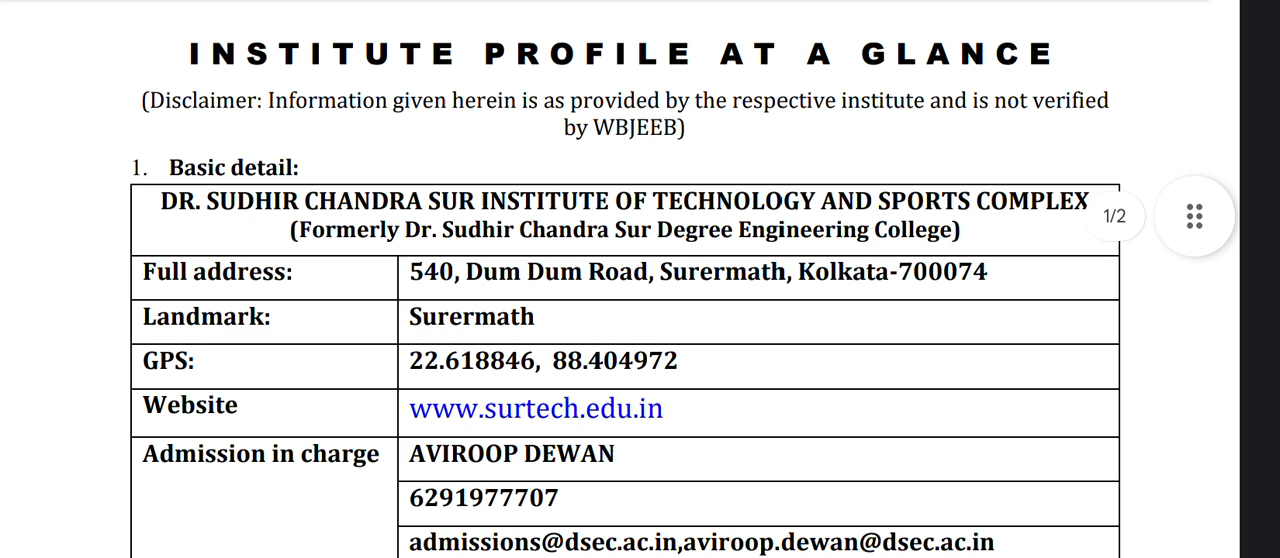 INSTITUTE PROFILE AT A GLANCE
(Disclaimer: Information given herein is as provided by the respective institute and is not verified
by WBJEEB)
1. Basic detail:
DR. SUDHIR CHANDRA SUR INSTITUTE OF TECHNOLOGY AND SPORTS COMPLEX
(Formerly Dr. Sudhir Chandra Sur Degree Engineering College)
1/2
Full address: 540, Dum Dum Road, Surermath, Kolkata-700074
Landmark: Surermath
GPS: 22.618846, 88.404972
Website www.surtech.edu.in
Admission in charge AVIROOP DEWAN
6291977707
admissions@dsec.ac.in,aviroop.dewan@dsec.ac.in